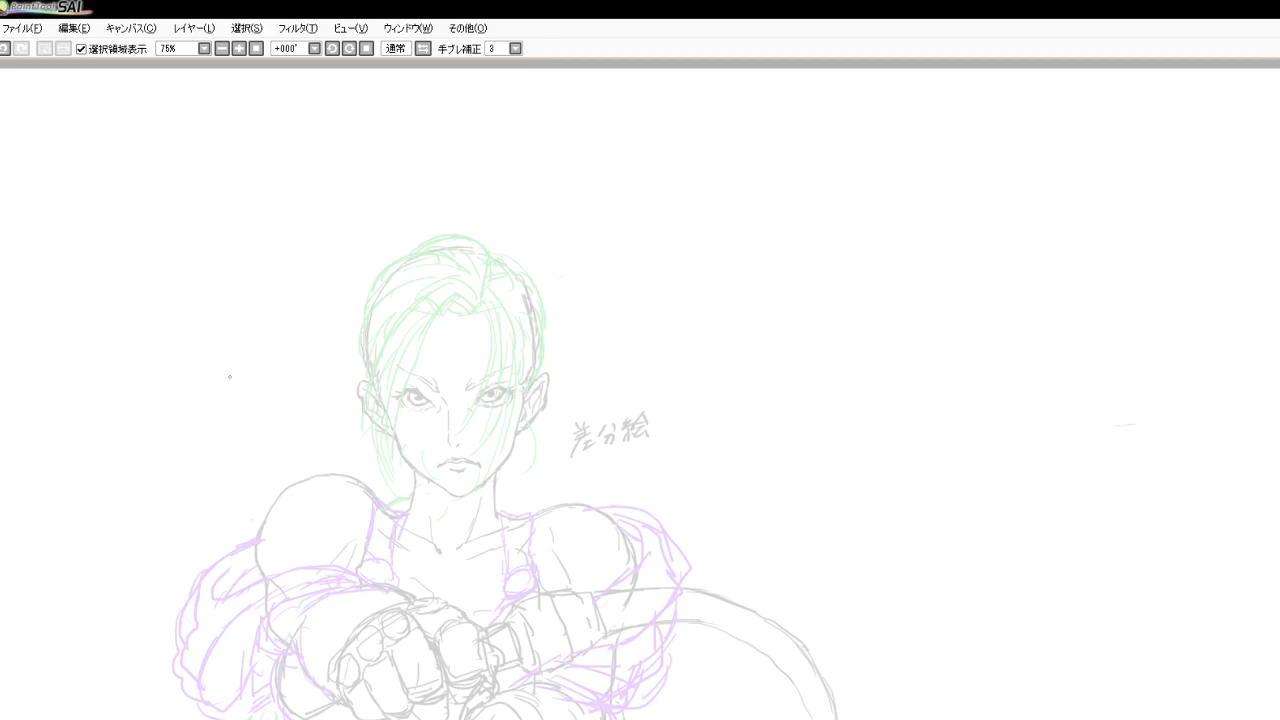 PaintTool SAI
ファイル(F) 編集(E) キャンバス(C) レイヤー(L) 選択(S) フィルタ(T) ビュー(V) ウィンドウ(W) その他(O)
選択領域表示 75% +000° 通常 手ブレ補正 3
差分絵